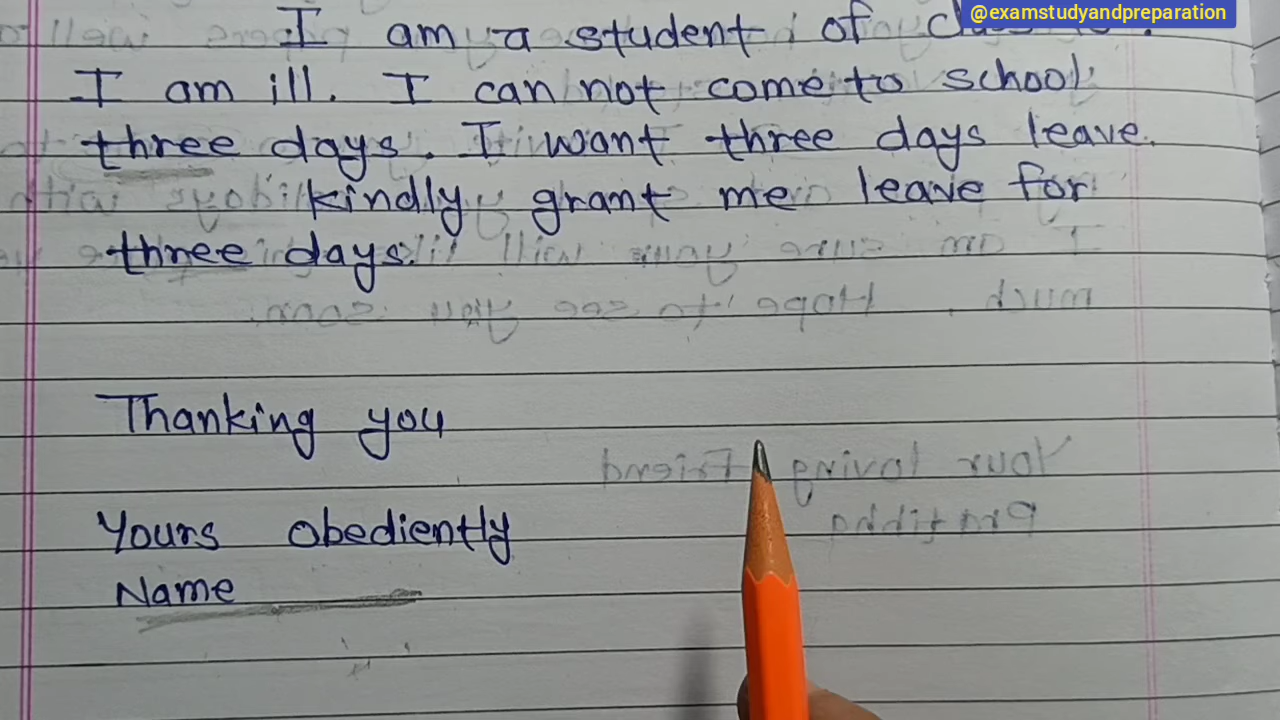 @examstudyandpreparation
I am a student of
I am ill. I can not come to school
three days. I want three days leave.
kindly grant me leave for
three days.
Thanking you
Yours obediently
Name